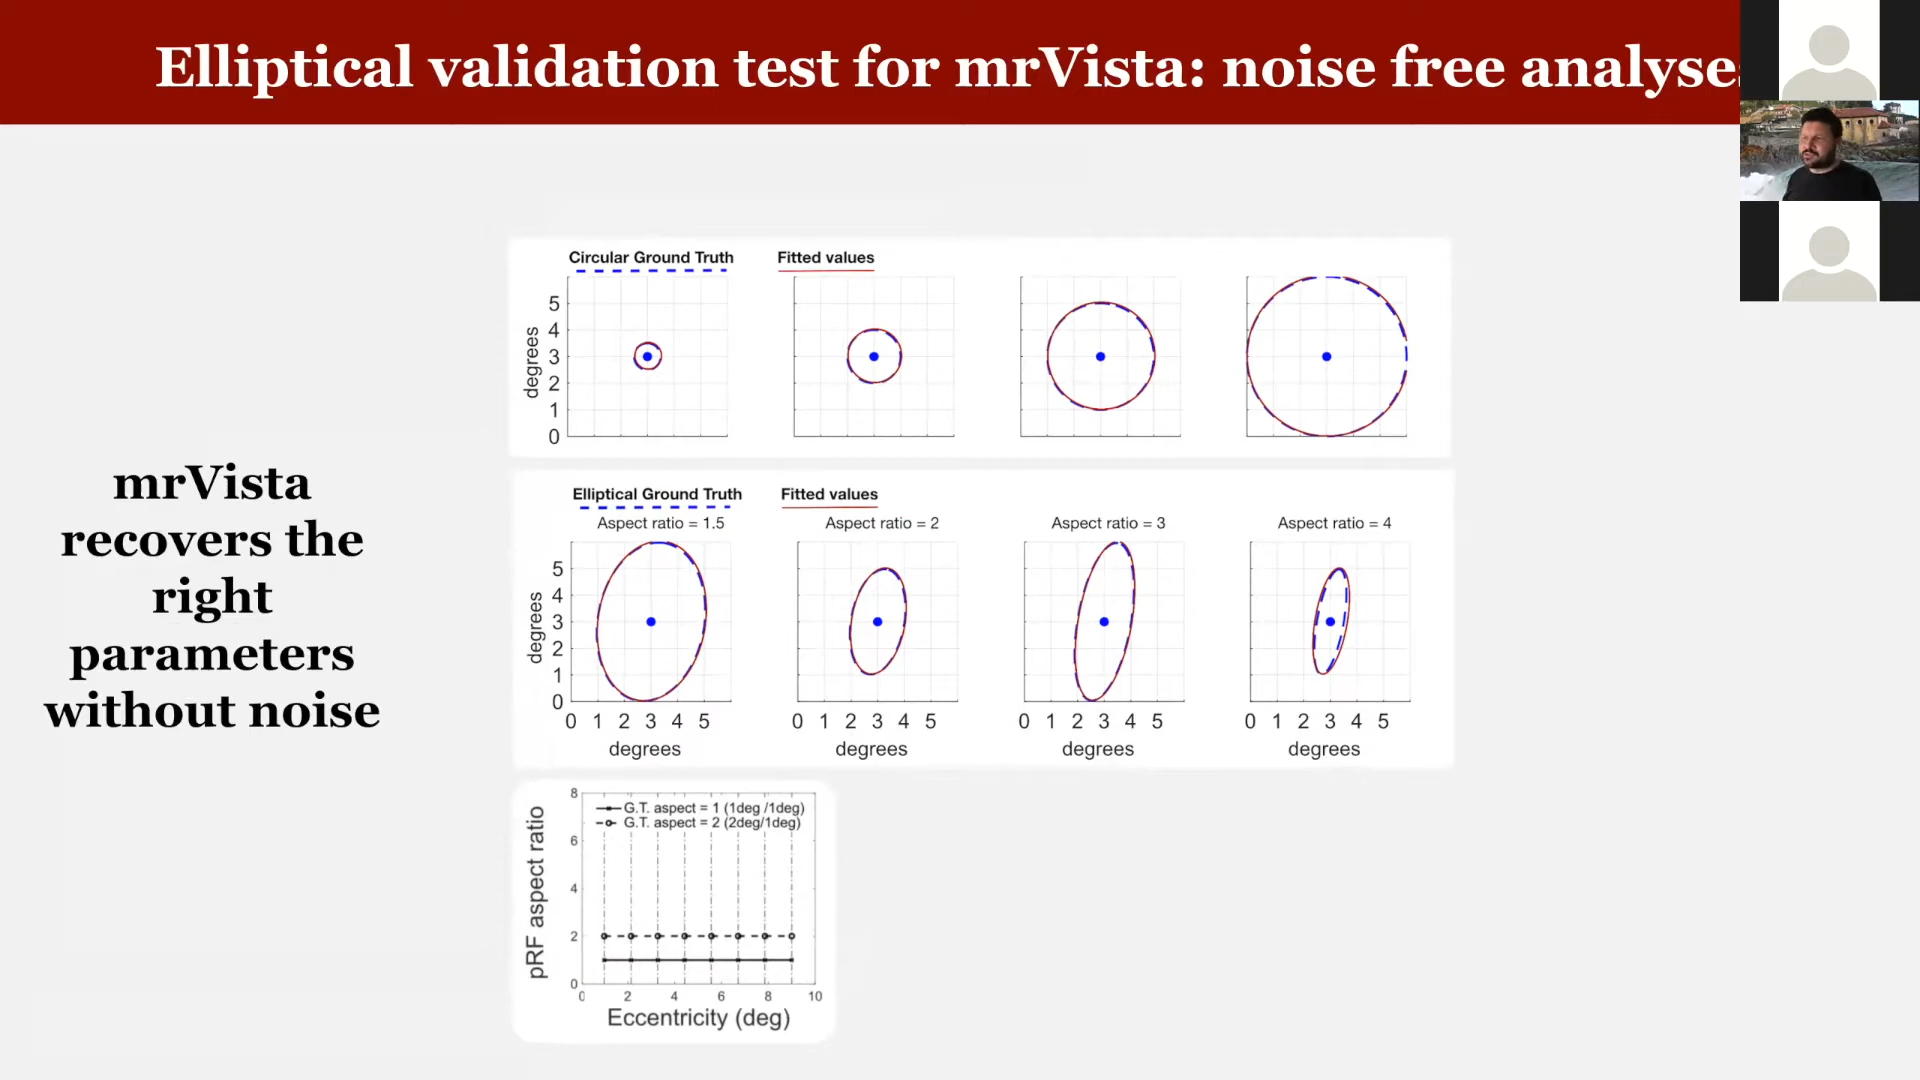 Elliptical validation test for mrVista: noise free analyse
mrVista
recovers the
right
parameters
without noise
Circular Ground Truth
Fitted values
degrees
5
4
3
2
1
0
Elliptical Ground Truth
Fitted values
Aspect ratio = 1.5
Aspect ratio = 2
Aspect ratio = 3
Aspect ratio = 4
degrees
5
4
3
2
1
0
0 1 2 3 4 5
0 1 2 3 4 5
0 1 2 3 4 5
0 1 2 3 4 5
degrees
degrees
degrees
degrees
pRF aspect ratio
8
6
4
2
0
G.T. aspect = 1 (1deg /1deg)
G.T. aspect = 2 (2deg/1deg)
0 2 4 6 8 10
Eccentricity (deg)